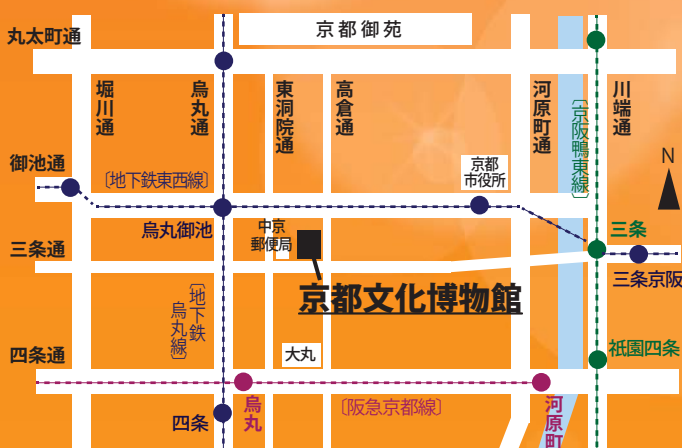 京都御苑
丸太町通
堀川通
烏丸通
東洞院通
高倉通
河原町通
川端通
〔京阪鴨東線〕
N
御池通
〔地下鉄東西線〕
京都
市役所
烏丸御池
中京
郵便局
三条
三条通
三条京阪
京都文化博物館
〔地下鉄
烏丸線〕
大丸
祇園四条
四条通
烏丸
〔阪急京都線〕
河原町
四条